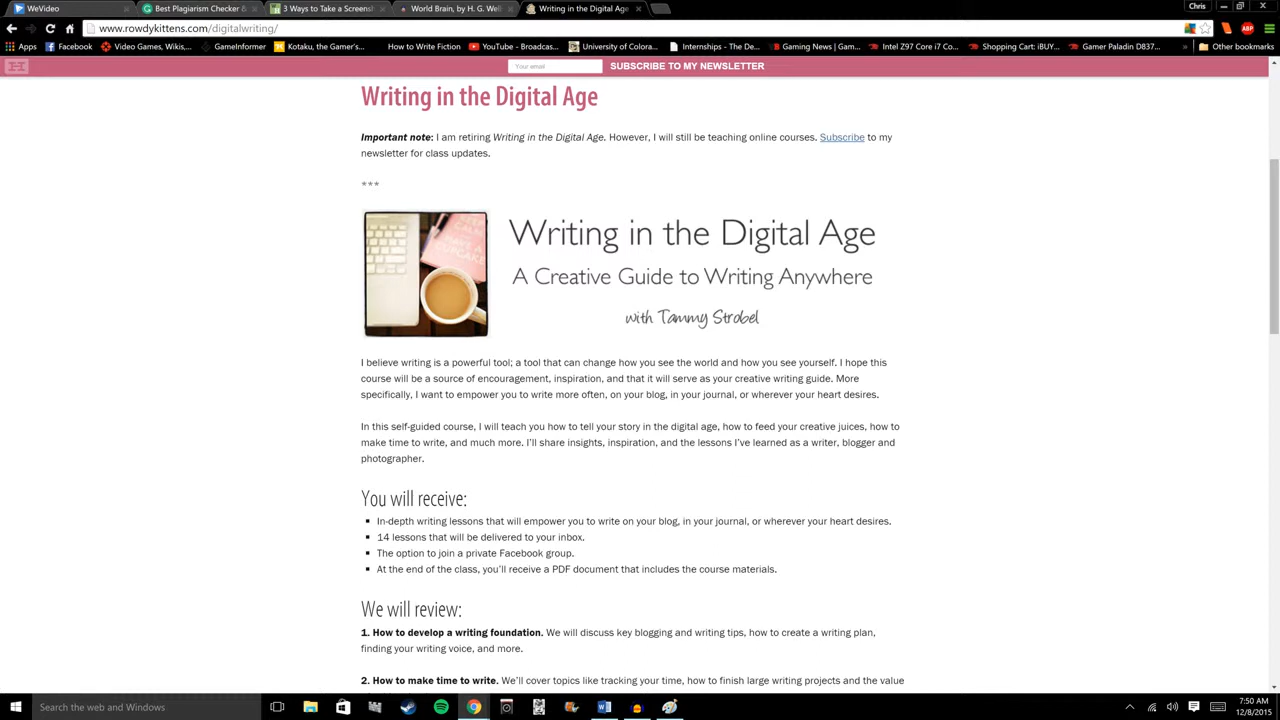 WeVideo
Best Plagiarism Checker &
3 Ways to Take a Screensh
World Brain, by H. G. Well
Writing in the Digital Age
Chris
www.rowdykittens.com/digitalwriting/
ABP
Apps
Facebook
Video Games, Wikis,...
GameInformer
Kotaku, the Gamer's...
How to Write Fiction
YouTube - Broadcas...
University of Colora...
Internships - The De...
Gaming News | Gam...
Intel Z97 Core i7 Co...
Shopping Cart: iBUY...
Gamer Paladin D837...
»
Other bookmarks
Your email
SUBSCRIBE TO MY NEWSLETTER
Writing in the Digital Age
Important note: I am retiring Writing in the Digital Age. However, I will still be teaching online courses. Subscribe to my
newsletter for class updates.
***
Writing in the Digital Age
A Creative Guide to Writing Anywhere
with Tammy Strobel
I believe writing is a powerful tool; a tool that can change how you see the world and how you see yourself. I hope this
course will be a source of encouragement, inspiration, and that it will serve as your creative writing guide. More
specifically, I want to empower you to write more often, on your blog, in your journal, or wherever your heart desires.
In this self-guided course, I will teach you how to tell your story in the digital age, how to feed your creative juices, how to
make time to write, and much more. I'll share insights, inspiration, and the lessons I've learned as a writer, blogger and
photographer.
You will receive:
In-depth writing lessons that will empower you to write on your blog, in your journal, or wherever your heart desires.
14 lessons that will be delivered to your inbox.
The option to join a private Facebook group.
At the end of the class, you'll receive a PDF document that includes the course materials.
We will review:
1. How to develop a writing foundation. We will discuss key blogging and writing tips, how to create a writing plan,
finding your writing voice, and more.
2. How to make time to write. We'll cover topics like tracking your time, how to finish large writing projects and the value
Search the web and Windows
7:50 AM
12/8/2015